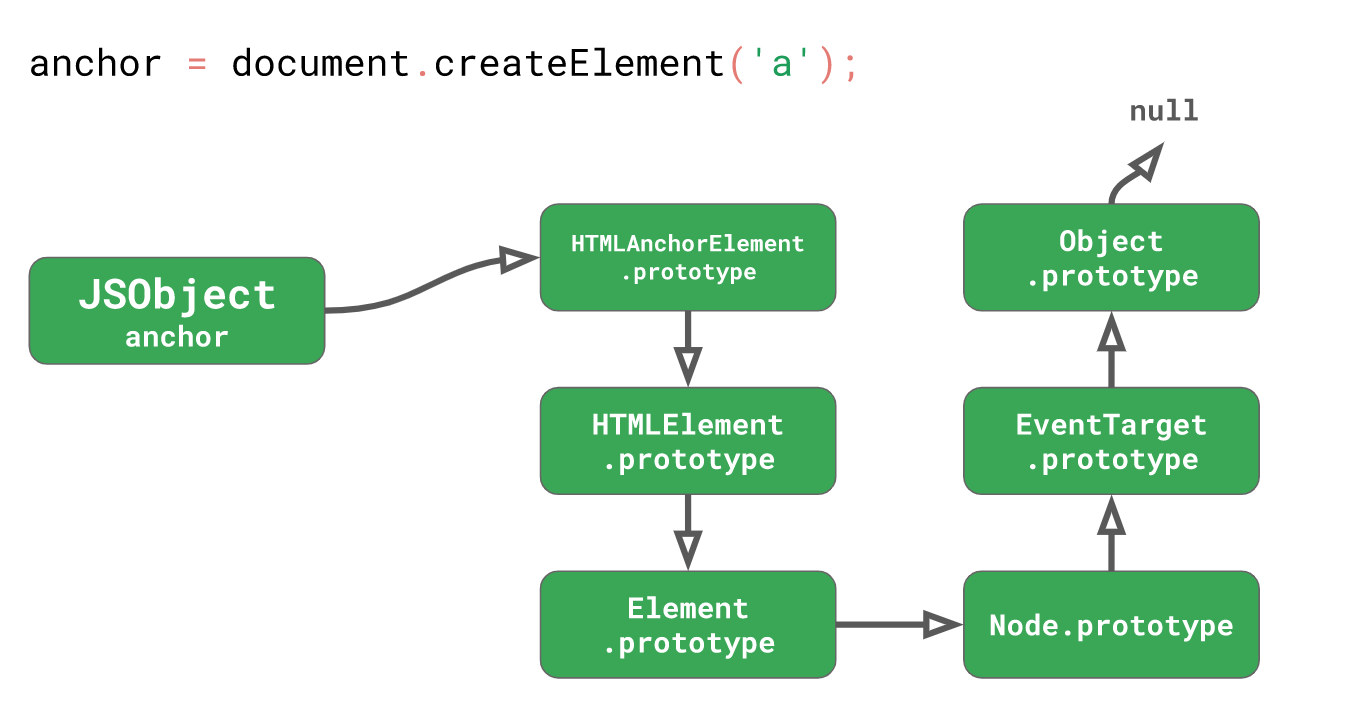 anchor = document.createElement('a');
null
JSObject
anchor
HTMLAnchorElement
.prototype
HTMLElement
.prototype
Element
.prototype
Node.prototype
EventTarget
.prototype
Object
.prototype